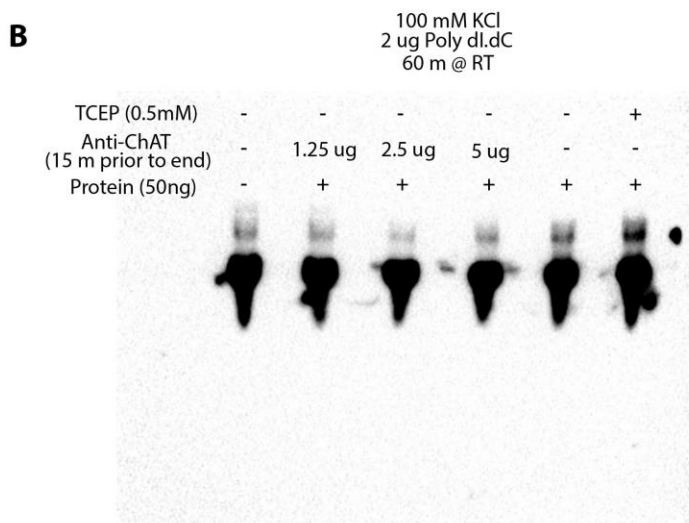 B
100 mM KCl
2 ug Poly dI.dC
60 m @ RT
TCEP (0.5mM) - - - - - +
Anti-ChAT
(15 m prior to end) - 1.25 ug 2.5 ug 5 ug - -
Protein (50ng) - + + + + +